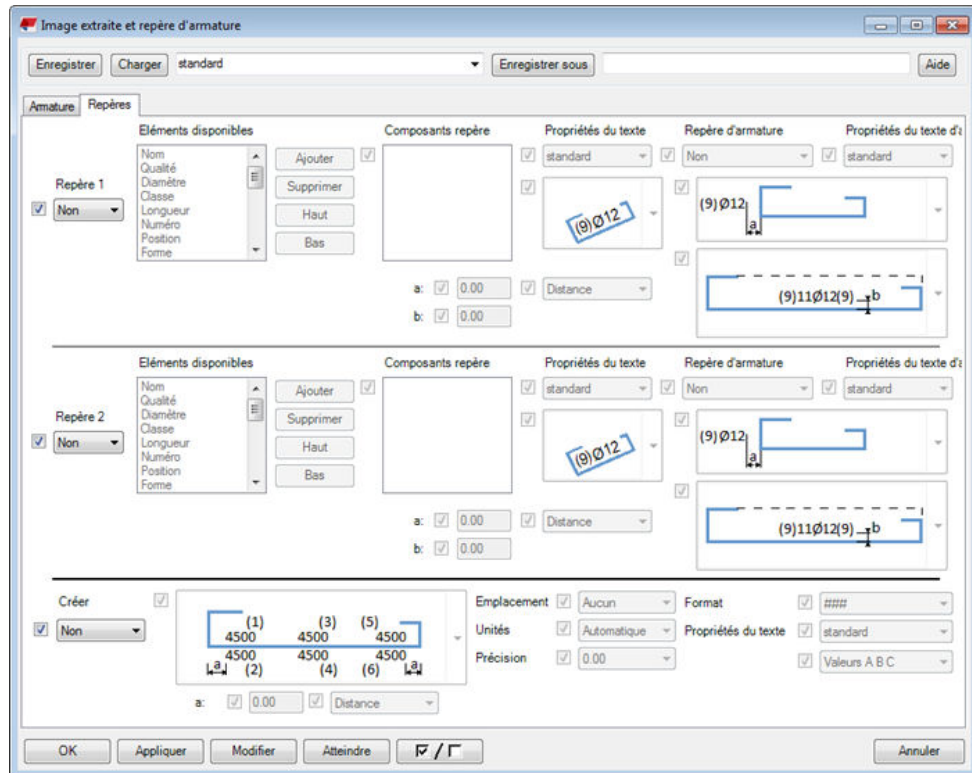 Image extraite et repère d'armature
Enregistrer Charger standard Enregistrer sous Aide
Armature Repères
Eléments disponibles Composants repère Propriétés du texte Repère d'armature Propriétés du texte d'a
Repère 1
Non
Nom
Qualité
Diamètre
Classe
Longueur
Numéro
Position
Forme
Ajouter
Supprimer
Haut
Bas
standard Non standard
(9)Ø12
(9)Ø12
a
(9)11Ø12(9) b
a: 0.00 Distance
b: 0.00
Eléments disponibles Composants repère Propriétés du texte Repère d'armature Propriétés du texte d'a
Repère 2
Non
Nom
Qualité
Diamètre
Classe
Longueur
Numéro
Position
Forme
Ajouter
Supprimer
Haut
Bas
standard Non standard
(9)Ø12
(9)Ø12
a
(9)11Ø12(9) b
a: 0.00 Distance
b: 0.00
Créer
Non
(1) (3) (5)
4500 4500 4500
4500 4500 4500
a (2) (4) (6) a
a: 0.00 Distance
Emplacement Aucun Format ###
Unités Automatique Propriétés du texte standard
Précision 0.00 Valeurs A B C
OK Appliquer Modifier Atteindre / Annuler